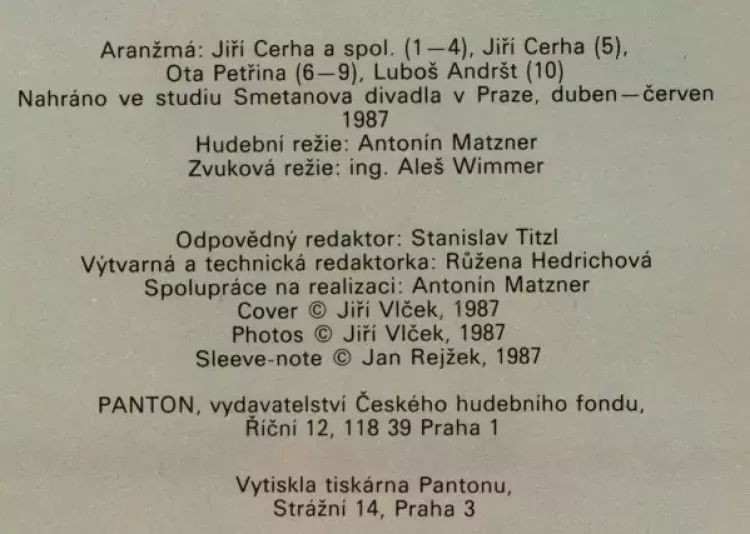 Aranžmá: Jiří Cerha a spol. (1—4), Jiří Cerha (5),
Ota Petřina (6—9), Luboš Andršt (10)
Nahráno ve studiu Smetanova divadla v Praze, duben—červen
1987
Hudební režie: Antonín Matzner
Zvuková režie: ing. Aleš Wimmer
Odpovědný redaktor: Stanislav Titzl
Výtvarná a technická redaktorka: Růžena Hedrichová
Spolupráce na realizaci: Antonín Matzner
Cover © Jiří Vlček, 1987
Photos © Jiří Vlček, 1987
Sleeve-note © Jan Rejžek, 1987
PANTON, vydavatelství Českého hudebního fondu,
Říční 12, 118 39 Praha 1
Vytiskla tiskárna Pantonu,
Strážní 14, Praha 3